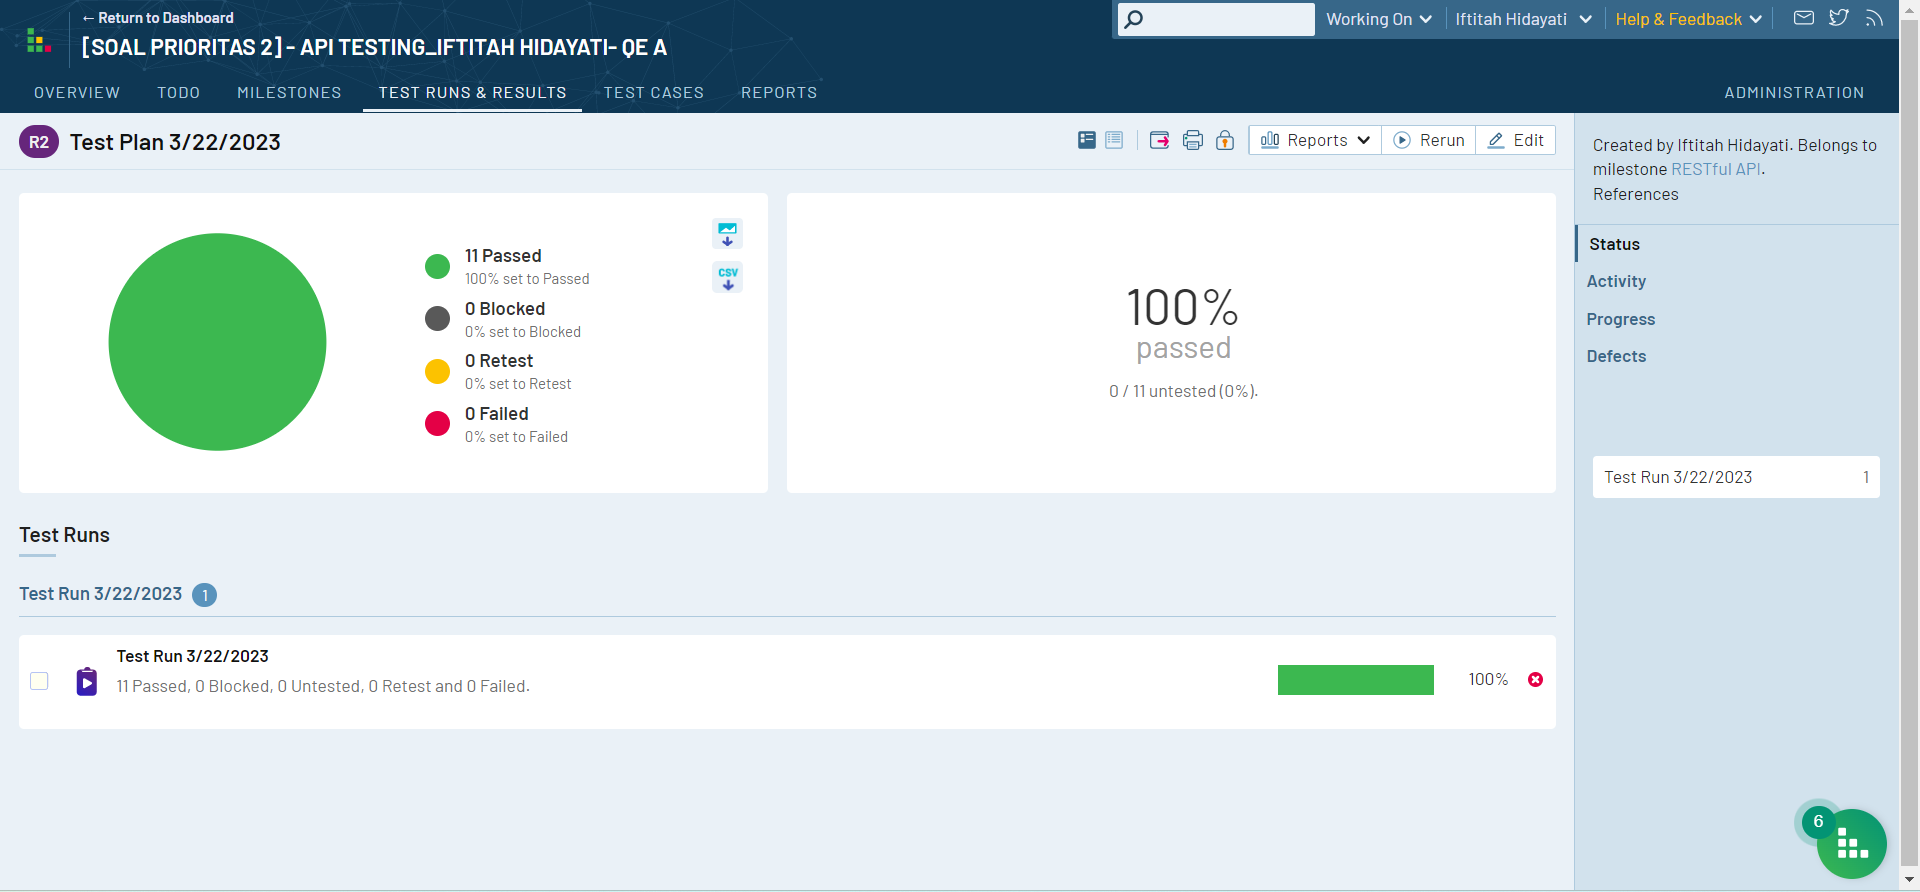 ← Return to Dashboard
[SOAL PRIORITAS 2] - API TESTING_IFTITAH HIDAYATI- QE A
Working On
Iftitah Hidayati
Help & Feedback
OVERVIEW
TODO
MILESTONES
TEST RUNS & RESULTS
TEST CASES
REPORTS
ADMINISTRATION
R2
Test Plan 3/22/2023
Reports
Rerun
Edit
11 Passed
100% set to Passed
0 Blocked
0% set to Blocked
0 Retest
0% set to Retest
0 Failed
0% set to Failed
CSV
100%
passed
0 / 11 untested (0%).
Test Runs
Test Run 3/22/2023 1
Test Run 3/22/2023
11 Passed, 0 Blocked, 0 Untested, 0 Retest and 0 Failed.
100%
Created by Iftitah Hidayati. Belongs to
milestone RESTful API.
References
Status
Activity
Progress
Defects
Test Run 3/22/2023 1
6